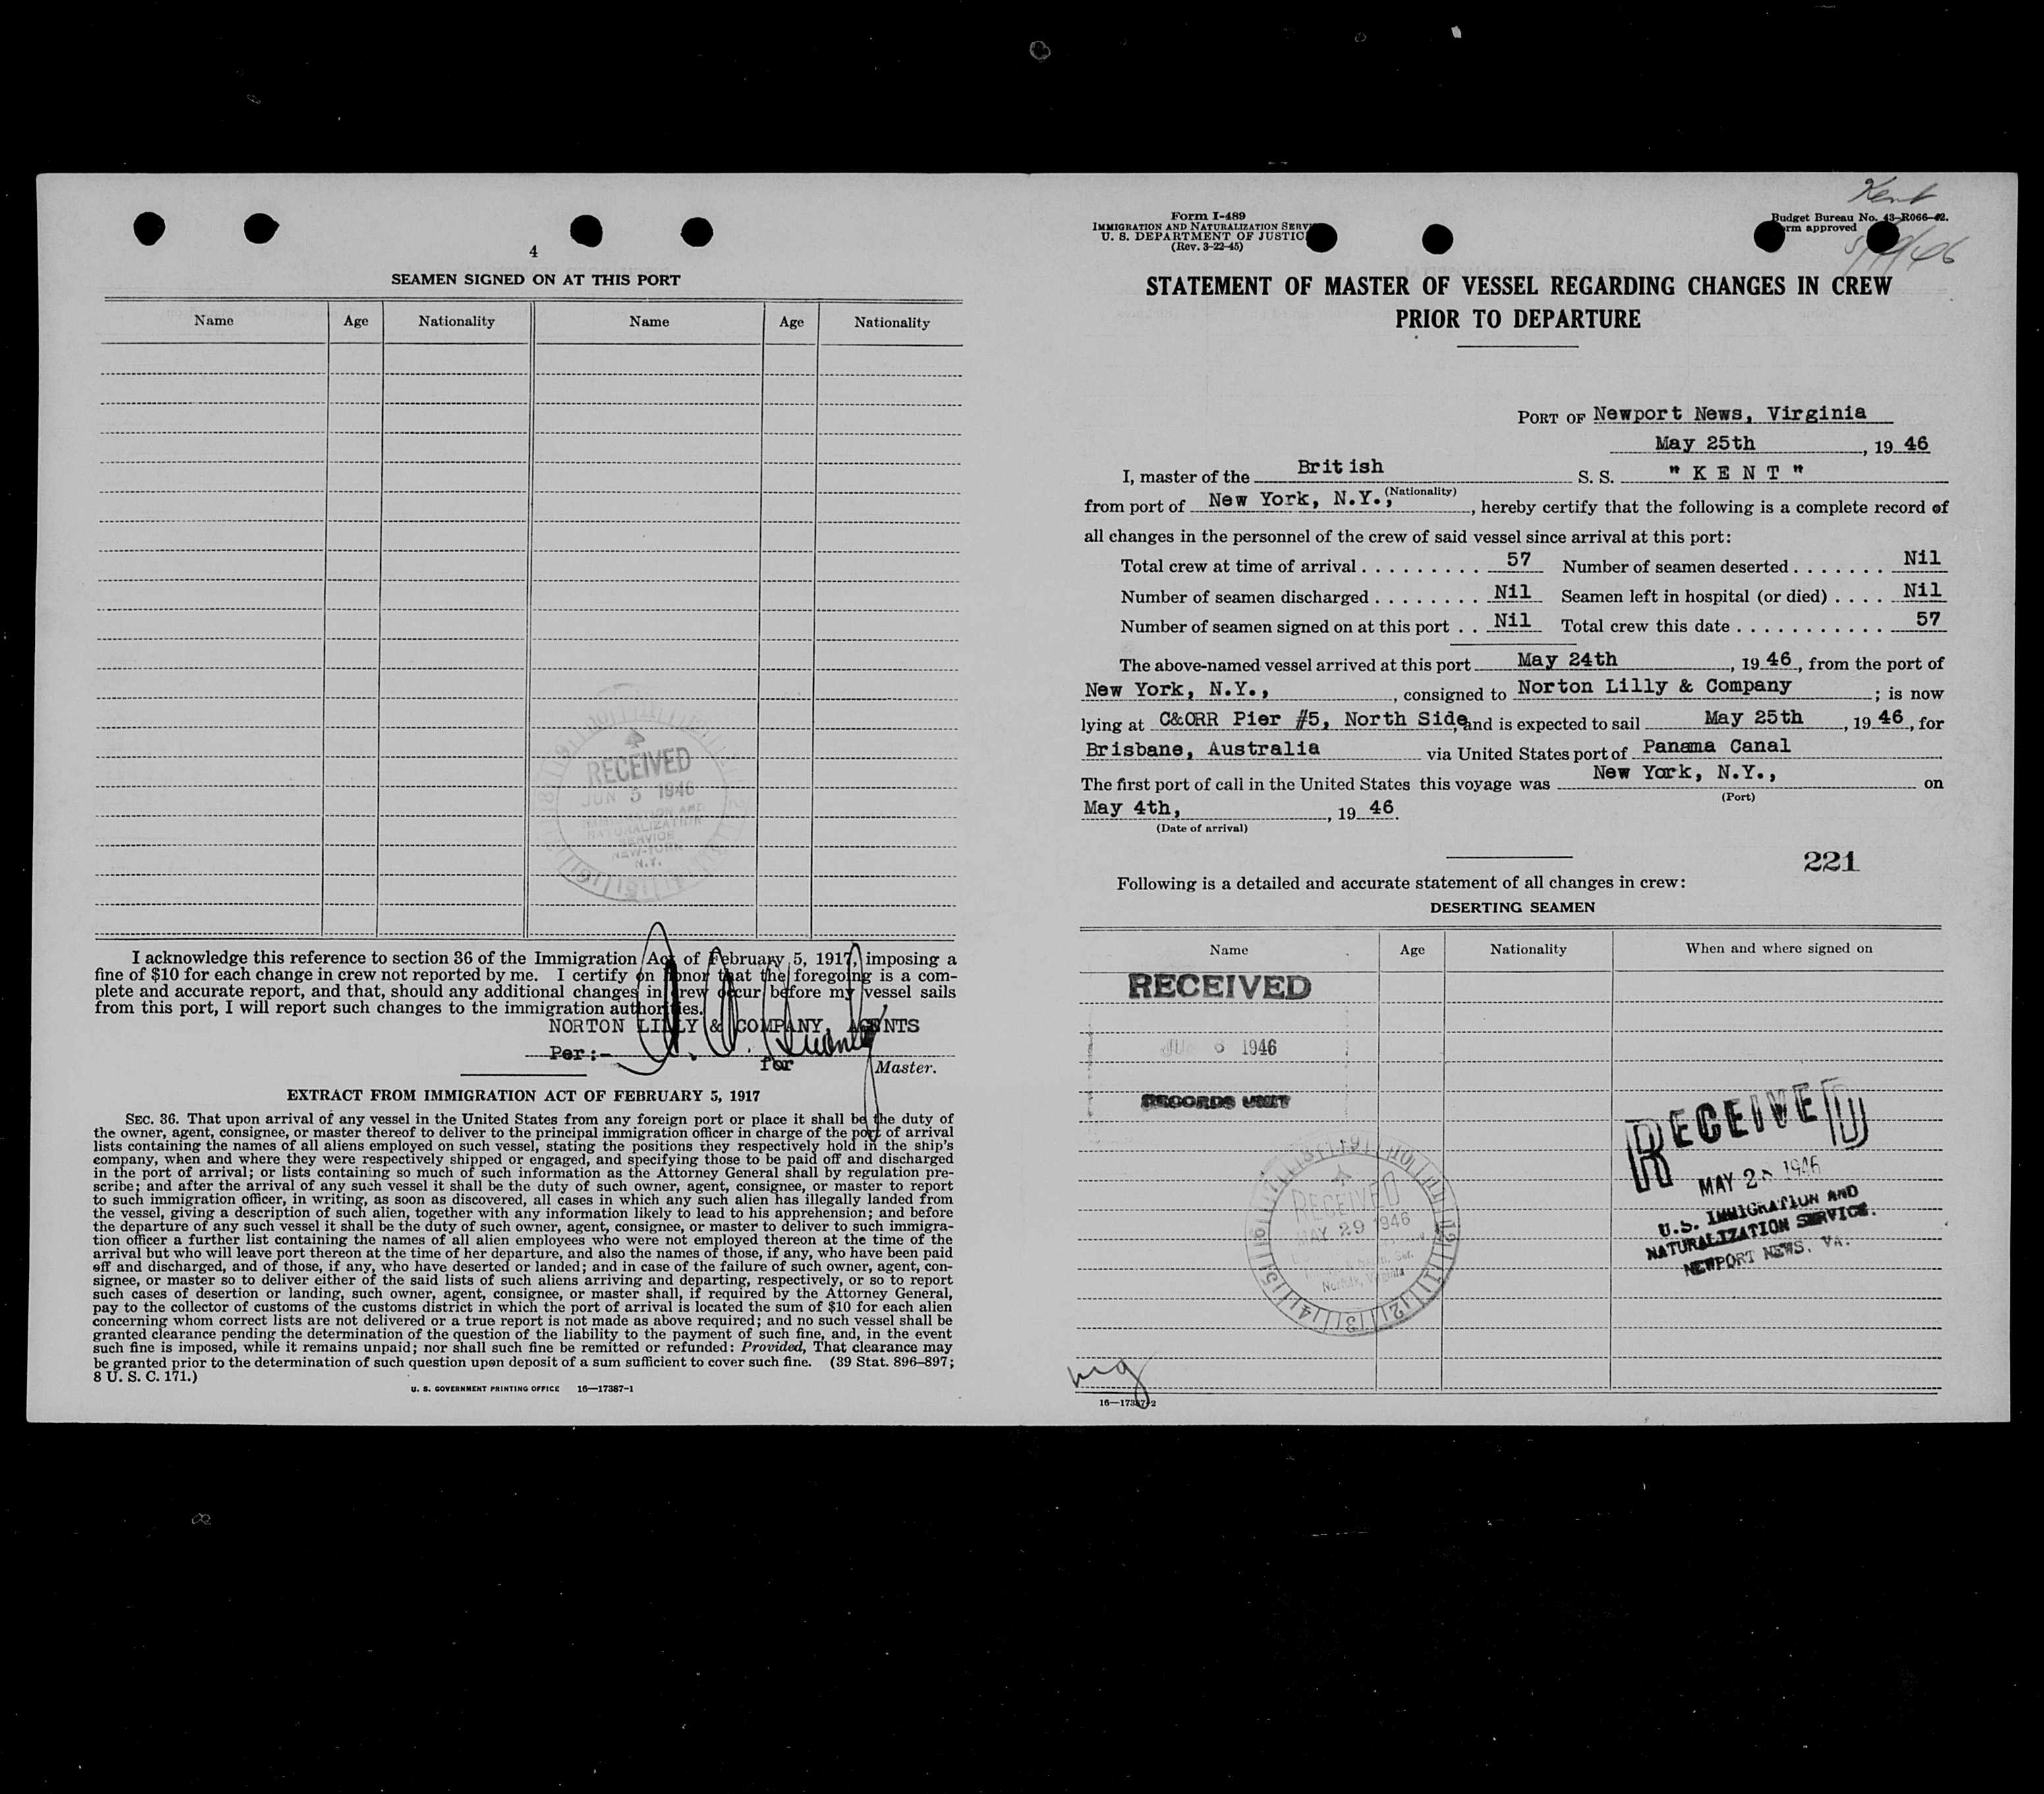 4
SEAMEN SIGNED ON AT THIS PORT
Name Age Nationality Name Age Nationality
RECEIVED
JUN 5 1946
IMMIGRATION AND
NATURALIZATION
SERVICE
NEW-YORK
N.Y.
I acknowledge this reference to section 36 of the Immigration Act of February 5, 1917, imposing a
fine of $10 for each change in crew not reported by me. I certify on honor that the foregoing is a com-
plete and accurate report, and that, should any additional changes in crew occur before my vessel sails
from this port, I will report such changes to the immigration authorities.
NORTON LILLY & COMPANY, AGENTS
Per:-
for Master.
EXTRACT FROM IMMIGRATION ACT OF FEBRUARY 5, 1917
SEC. 36. That upon arrival of any vessel in the United States from any foreign port or place it shall be the duty of
the owner, agent, consignee, or master thereof to deliver to the principal immigration officer in charge of the port of arrival
lists containing the names of all aliens employed on such vessel, stating the positions they respectively hold in the ship's
company, when and where they were respectively shipped or engaged, and specifying those to be paid off and discharged
in the port of arrival; or lists containing so much of such information as the Attorney General shall by regulation pre-
scribe; and after the arrival of any such vessel it shall be the duty of such owner, agent, consignee, or master to report
to such immigration officer, in writing, as soon as discovered, all cases in which any such alien has illegally landed from
the vessel, giving a description of such alien, together with any information likely to lead to his apprehension; and before
the departure of any such vessel it shall be the duty of such owner, agent, consignee, or master to deliver to such immigra-
tion officer a further list containing the names of all alien employees who were not employed thereon at the time of the
arrival but who will leave port thereon at the time of her departure, and also the names of those, if any, who have been paid
off and discharged, and of those, if any, who have deserted or landed; and in case of the failure of such owner, agent, con-
signee, or master so to deliver either of the said lists of such aliens arriving and departing, respectively, or so to report
such cases of desertion or landing, such owner, agent, consignee, or master shall, if required by the Attorney General,
pay to the collector of customs of the customs district in which the port of arrival is located the sum of $10 for each alien
concerning whom correct lists are not delivered or a true report is not made as above required; and no such vessel shall be
granted clearance pending the determination of the question of the liability to the payment of such fine, and, in the event
such fine is imposed, while it remains unpaid; nor shall such fine be remitted or refunded: Provided, That clearance may
be granted prior to the determination of such question upon deposit of a sum sufficient to cover such fine. (39 Stat. 896–897;
8 U. S. C. 171.)
U. S. GOVERNMENT PRINTING OFFICE 16—17387-1
Kent
Form I-489
IMMIGRATION AND NATURALIZATION SERV
U. S. DEPARTMENT OF JUSTIC
(Rev. 3-22-45)
Budget Bureau No. 43-R066-42.
rm approved
STATEMENT OF MASTER OF VESSEL REGARDING CHANGES IN CREW
PRIOR TO DEPARTURE
PORT OF Newport News, Virginia
May 25th, 19 46
I, master of the British S. S. " K E N T "
(Nationality)
from port of New York, N.Y., , hereby certify that the following is a complete record of
all changes in the personnel of the crew of said vessel since arrival at this port:
Total crew at time of arrival . . . . . . . . . 57 Number of seamen deserted . . . . . . . Nil
Number of seamen discharged . . . . . . . . Nil Seamen left in hospital (or died) . . . . Nil
Number of seamen signed on at this port . . Nil Total crew this date . . . . . . . . . . . 57
The above-named vessel arrived at this port May 24th, 19 46, from the port of
New York, N.Y., , consigned to Norton Lilly & Company ; is now
lying at C&ORR Pier #5, North Side, and is expected to sail May 25th, 19 46, for
Brisbane, Australia via United States port of Panama Canal
The first port of call in the United States this voyage was New York, N.Y., on
(Port)
May 4th, , 19 46.
(Date of arrival)
221
Following is a detailed and accurate statement of all changes in crew:
DESERTING SEAMEN
Name Age Nationality When and where signed on
RECEIVED
6 1946
RECORDS UNIT
RECEIVED
MAY 29 1946
Norfolk, Virginia
RECEIVED
MAY 2 1946
U.S. IMMIGRATION AND
NATURALIZATION SERVICE.
NEWPORT NEWS. VA.
16—17387-2